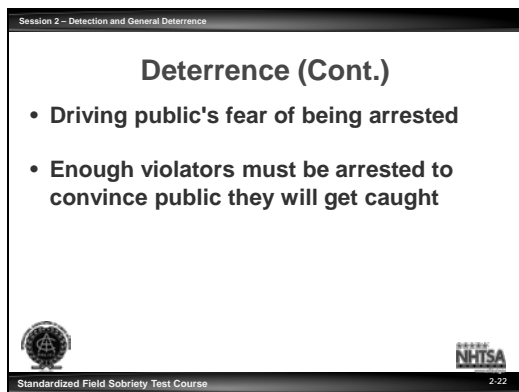 Session 2 – Detection and General Deterrence
Deterrence (Cont.)
• Driving public's fear of being arrested
• Enough violators must be arrested to
convince public they will get caught
NHTSA
Standardized Field Sobriety Test Course
2-22